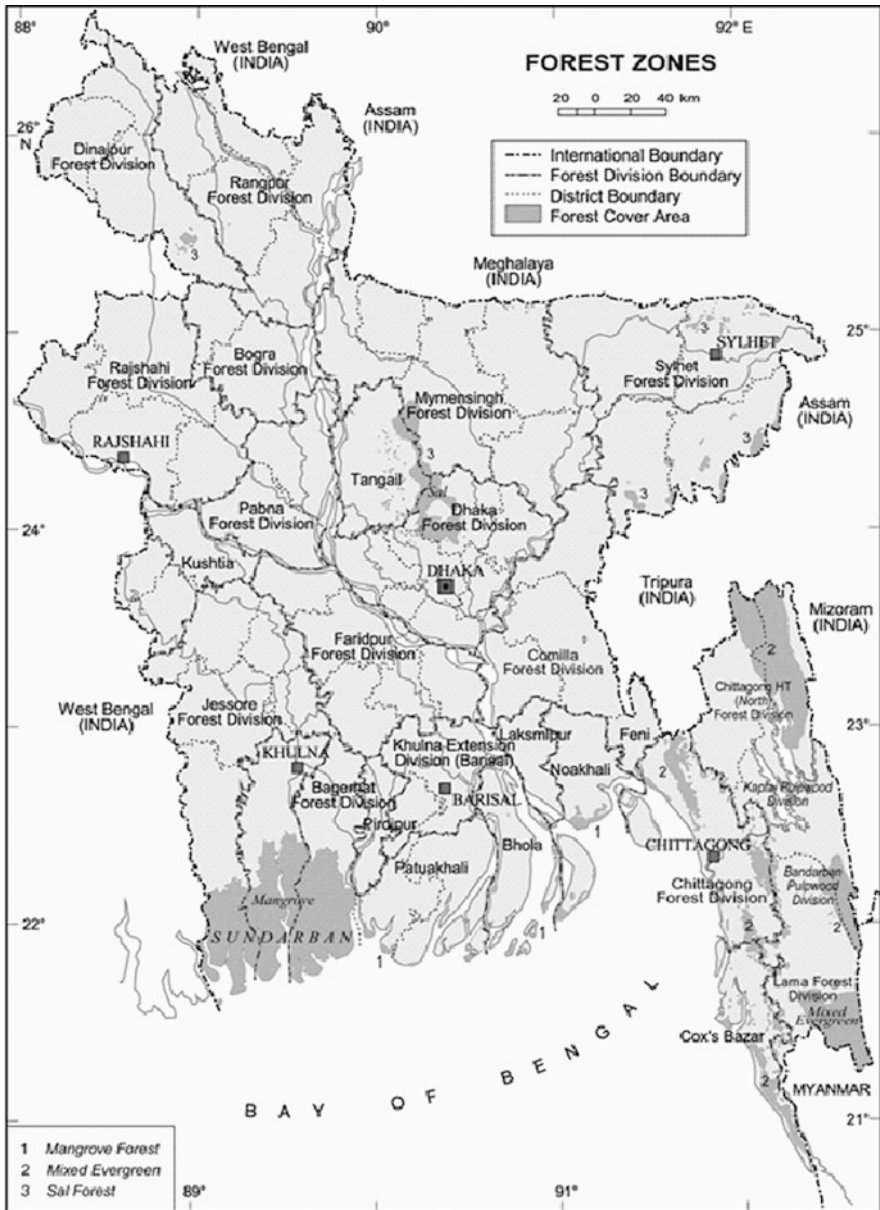 88°
90°
92° E
West Bengal
(INDIA)
FOREST ZONES
20 0 20 40 km
Assam
(INDIA)
26°
N
Dinajpur
Forest Division
Rangpur
Forest Division
International Boundary
Forest Division Boundary
District Boundary
Forest Cover Area
3
Meghalaya
(INDIA)
25°
3
SYLHET
Sylhet
Forest Division
Rajshahi
Forest Division
Bogra
Forest Division
Mymensingh
Forest Division
Assam
(INDIA)
RAJSHAHI
3
3
Tangail
Sal
3
Pabna
Forest Division
Dhaka
Forest Division
24°
24°
Kushtia
DHAKA
Tripura
(INDIA)
Mizoram
(INDIA)
Faridpur
Forest Division
Comilla
Forest Division
2
Chittagong HT
(North)
Forest Division
West Bengal
(INDIA)
Jessore
Forest Division
23°
KHULNA
Khulna Extension
Division (Barisal)
Laksmipur
Feni
Noakhali
2
Kaptai Pulpwood
Division
Bagerhat
Forest Division
BARISAL
Pirojpur
1
Bhola
CHITTAGONG
Patuakhali
Chittagong
Forest Division
Bandarban
Pulpwood
Division
22°
Mangrove
SUNDARBAN
1
1
2
2
Lama Forest
Division
Mixed
Evergreen
Cox's Bazar
2
MYANMAR
BAY OF BENGAL
21°
1 Mangrove Forest
2 Mixed Evergreen
3 Sal Forest
89°
91°